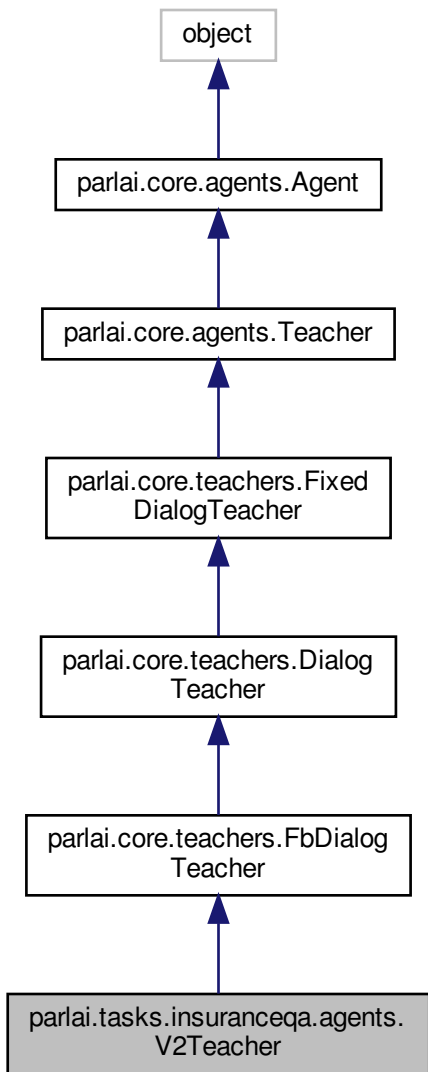 object
parlai.core.agents.Agent
parlai.core.agents.Teacher
parlai.core.teachers.Fixed
DialogTeacher
parlai.core.teachers.Dialog
Teacher
parlai.core.teachers.FbDialog
Teacher
parlai.tasks.insuranceqa.agents.
V2Teacher